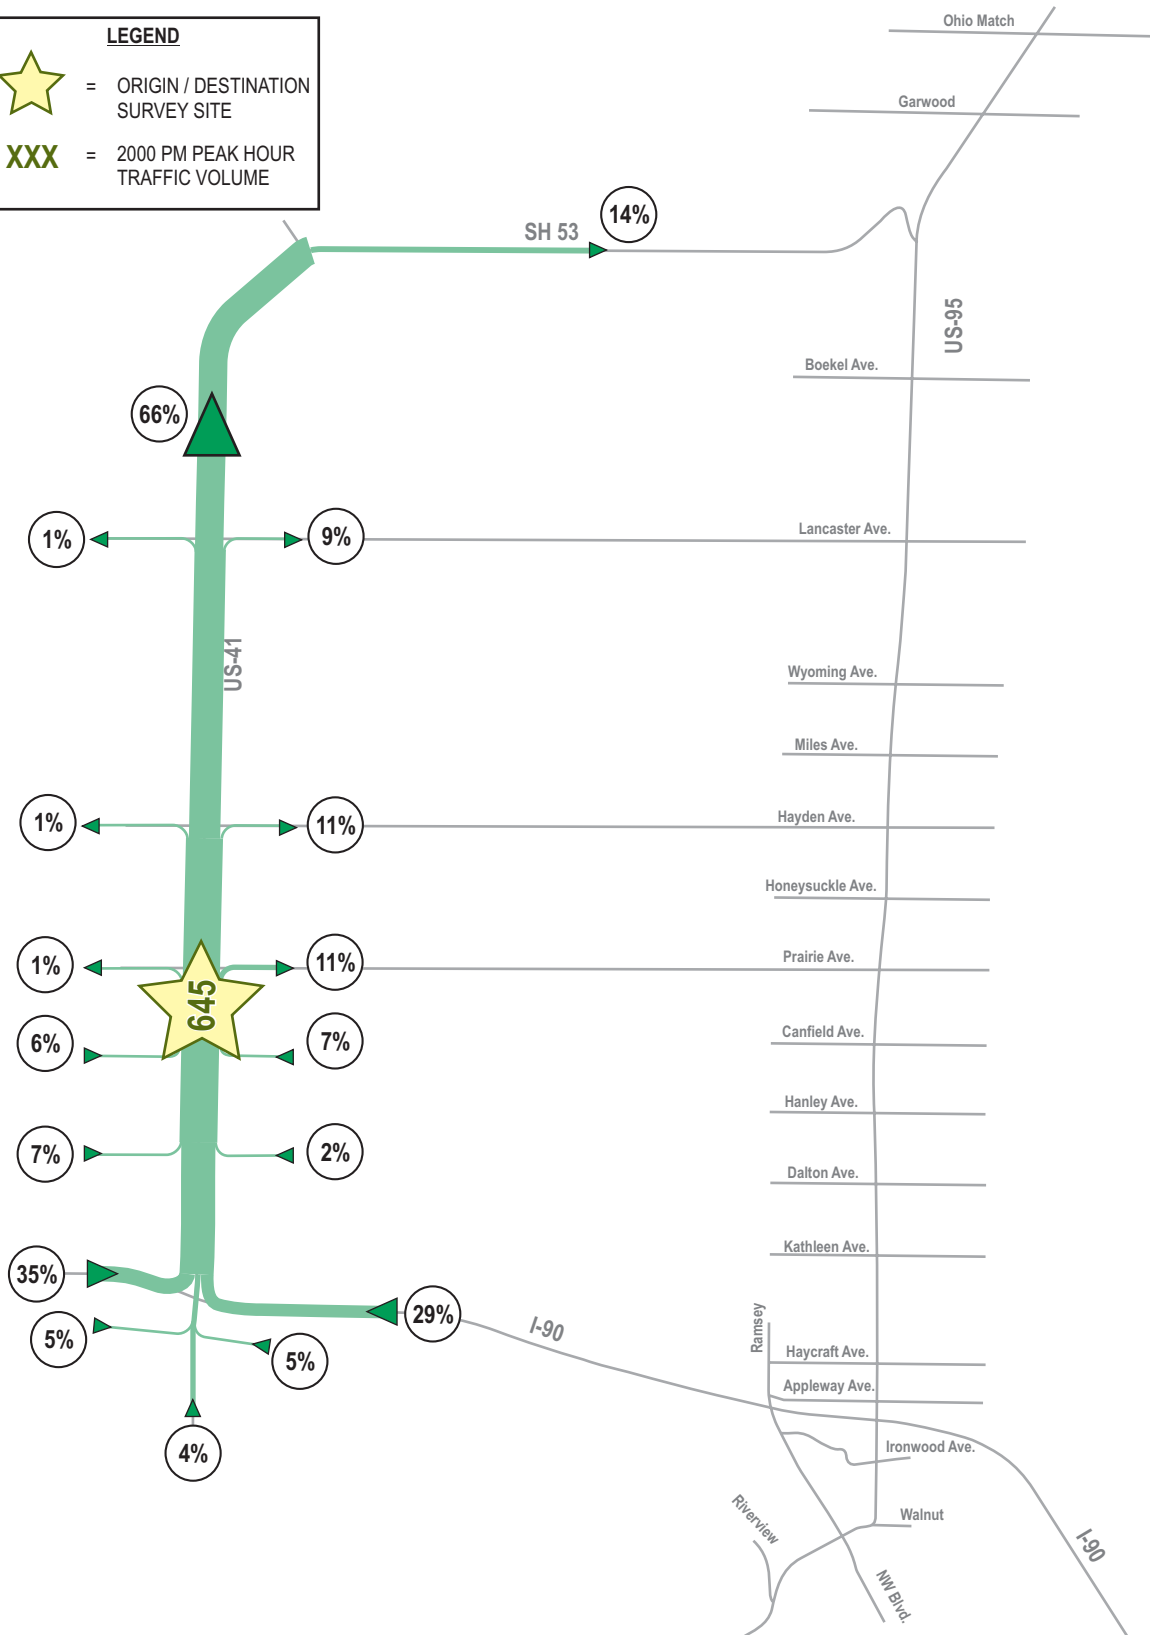 LEGEND
= ORIGIN / DESTINATION
SURVEY SITE
XXX = 2000 PM PEAK HOUR
TRAFFIC VOLUME
Ohio Match
Garwood
SH 53
14%
US-95
Boekel Ave.
66%
1%
9%
Lancaster Ave.
US-41
Wyoming Ave.
Miles Ave.
1%
11%
Hayden Ave.
Honeysuckle Ave.
1%
11%
Prairie Ave.
645
6%
7%
Canfield Ave.
Hanley Ave.
7%
2%
Dalton Ave.
Kathleen Ave.
35%
29%
I-90
5%
5%
Ramsey
Haycraft Ave.
Appleway Ave.
4%
Ironwood Ave.
Riverview
Walnut
I-90
NW Blvd.